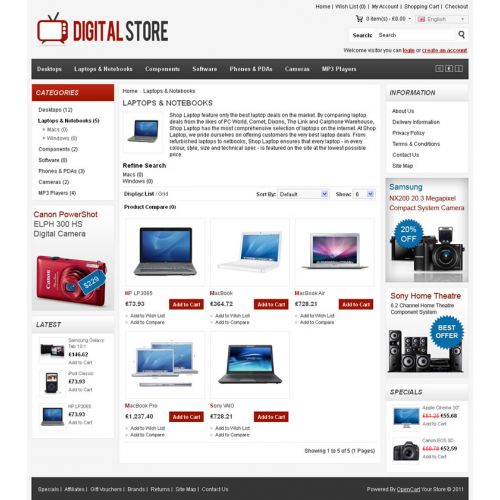 DIGITAL STORE
Home | Wish List (0) | My Account | Shopping Cart | Checkout
0 item(s) - £0.00
English
Search:
Welcome visitor you can login or create an account.
Desktops
Laptops & Notebooks
Components
Software
Phones & PDAs
Cameras
MP3 Players
CATEGORIES
Desktops (12)
Laptops & Notebooks (5)
Macs (0)
Windows (0)
Components (2)
Software (0)
Phones & PDAs (3)
Cameras (2)
MP3 Players (4)
Canon PowerShot
ELPH 300 HS
Digital Camera
Canon
$229
LATEST
Samsung Galaxy
Tab 10.1
£146.62
Add to Cart
iPod Classic
£73.93
Add to Cart
HP LP3065
£73.93
Add to Cart
Home : Laptops & Notebooks
LAPTOPS & NOTEBOOKS
Shop Laptop feature only the best laptop deals on the market. By comparing laptop
deals from the likes of PC World, Comet, Dixons, The Link and Carphone Warehouse,
Shop Laptop has the most comprehensive selection of laptops on the internet. At Shop
Laptop, we pride ourselves on offering customers the very best laptop deals. From
refurbished laptops to netbooks, Shop Laptop ensures that every laptop - in every
colour, style, size and technical spec - is featured on the site at the lowest possible
price.
Refine Search
Macs (0)
Windows (0)
Display: List / Grid
Sort By: Default
Show: 6
Product Compare (0)
HP LP3065
£73.93
Add to Cart
Add to Wish List
Add to Compare
MacBook
£364.72
Add to Cart
Add to Wish List
Add to Compare
MacBook Air
£728.21
Add to Cart
Add to Wish List
Add to Compare
MacBook Pro
£1,237.40
Add to Cart
Add to Wish List
Add to Compare
Sony VAIO
£728.21
Add to Cart
Add to Wish List
Add to Compare
Showing 1 to 5 of 5 (1 Pages)
INFORMATION
About Us
Delivery Information
Privacy Policy
Terms & Conditions
Contact Us
Site Map
Samsung
NX200 20.3 Megapixel
Compact System Camera
20%
OFF
Sony Home Theatre
6.2 Channel Home Theatre
Component System
BEST
OFFER
SPECIALS
Apple Cinema 30"
£55.68
Add to Cart
Canon EOS 5D
£52.59
Add to Cart
Specials | Affiliates | Gift Vouchers | Brands | Returns | Site Map | Contact Us
Powered By OpenCart Your Store © 2011